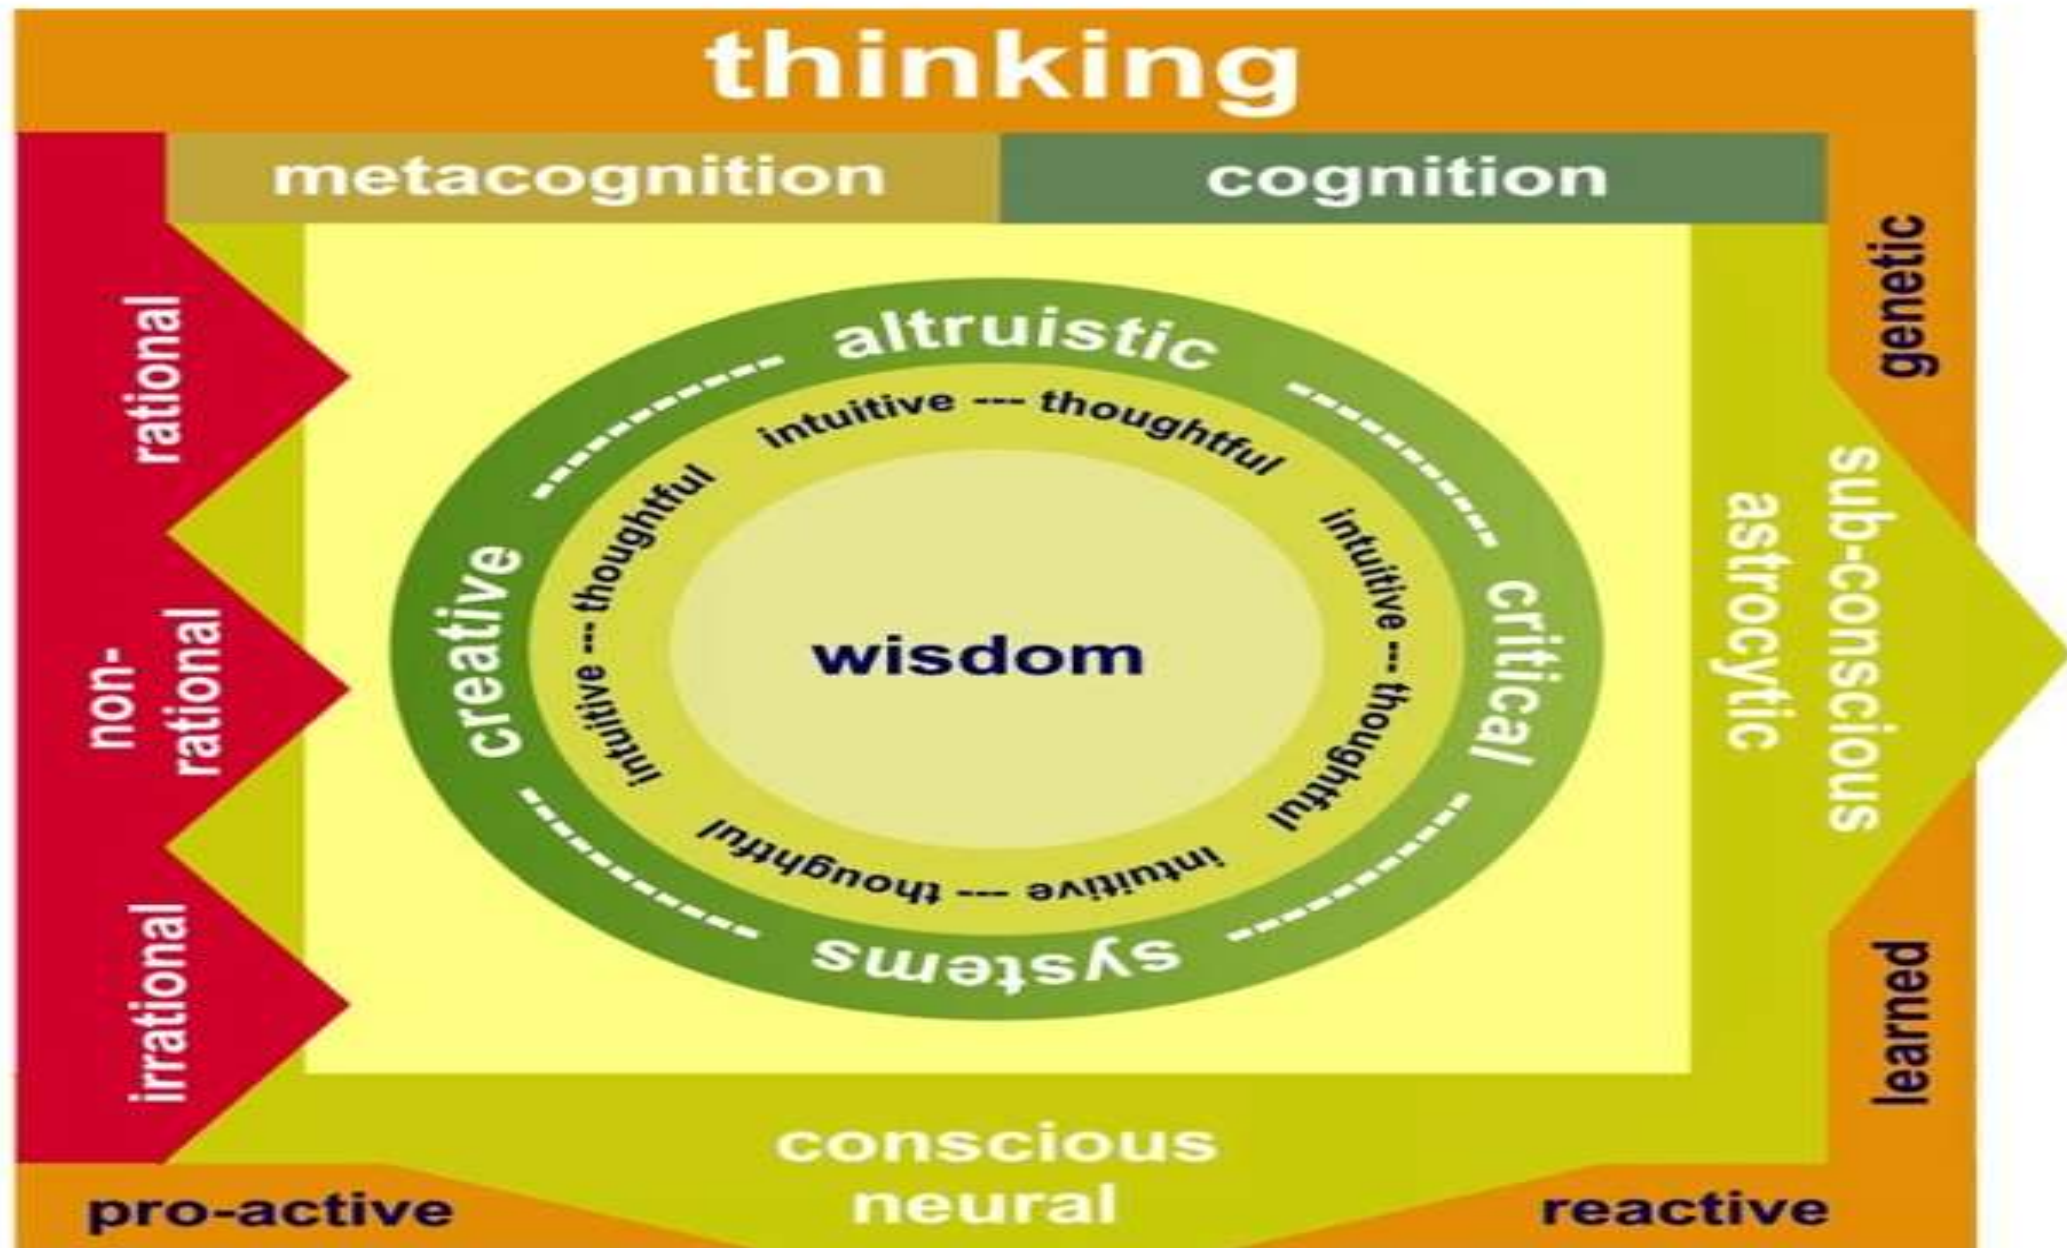 thinking
metacognition
cognition
rational
non-
rational
irrational
altruistic
critical
systems
creative
intuitive --- thoughtful
intuitive --- thoughtful
intuitive --- thoughtful
intuitive --- thoughtful
wisdom
genetic
sub-conscious
astrocytic
learned
conscious
neural
pro-active
reactive